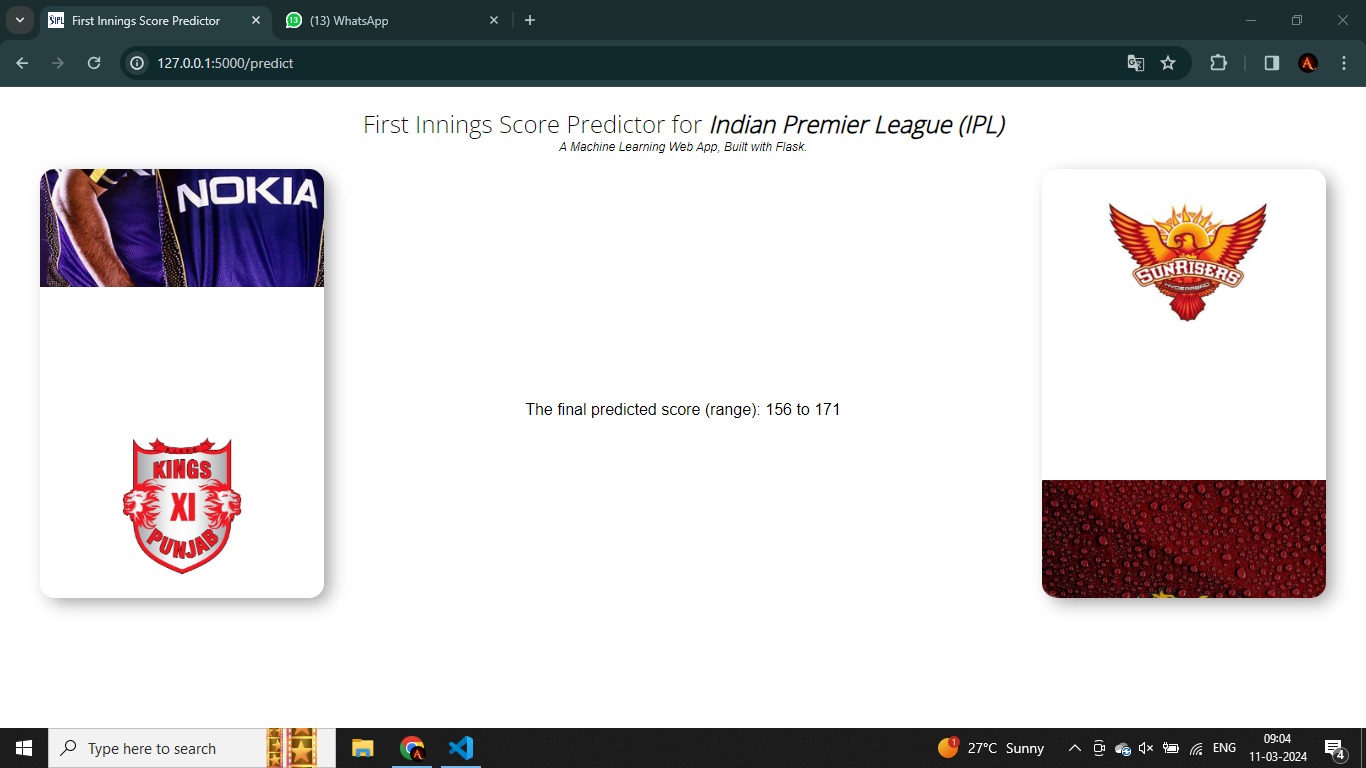 First Innings Score Predictor
(13) WhatsApp
127.0.0.1:5000/predict
First Innings Score Predictor for Indian Premier League (IPL)
A Machine Learning Web App, Built with Flask.
NOKIA
SUNRISERS
HYDERABAD
The final predicted score (range): 156 to 171
KINGS
XI
PUNJAB
Type here to search
1
27°C Sunny
ENG
09:04
11-03-2024
4